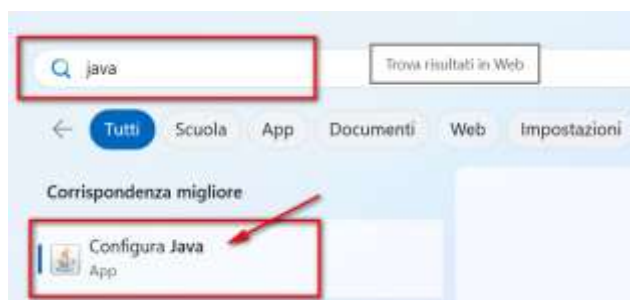 java
Trova risultati in Web
Tutti Scuola App Documenti Web Impostazioni
Corrispondenza migliore
Configura Java
App